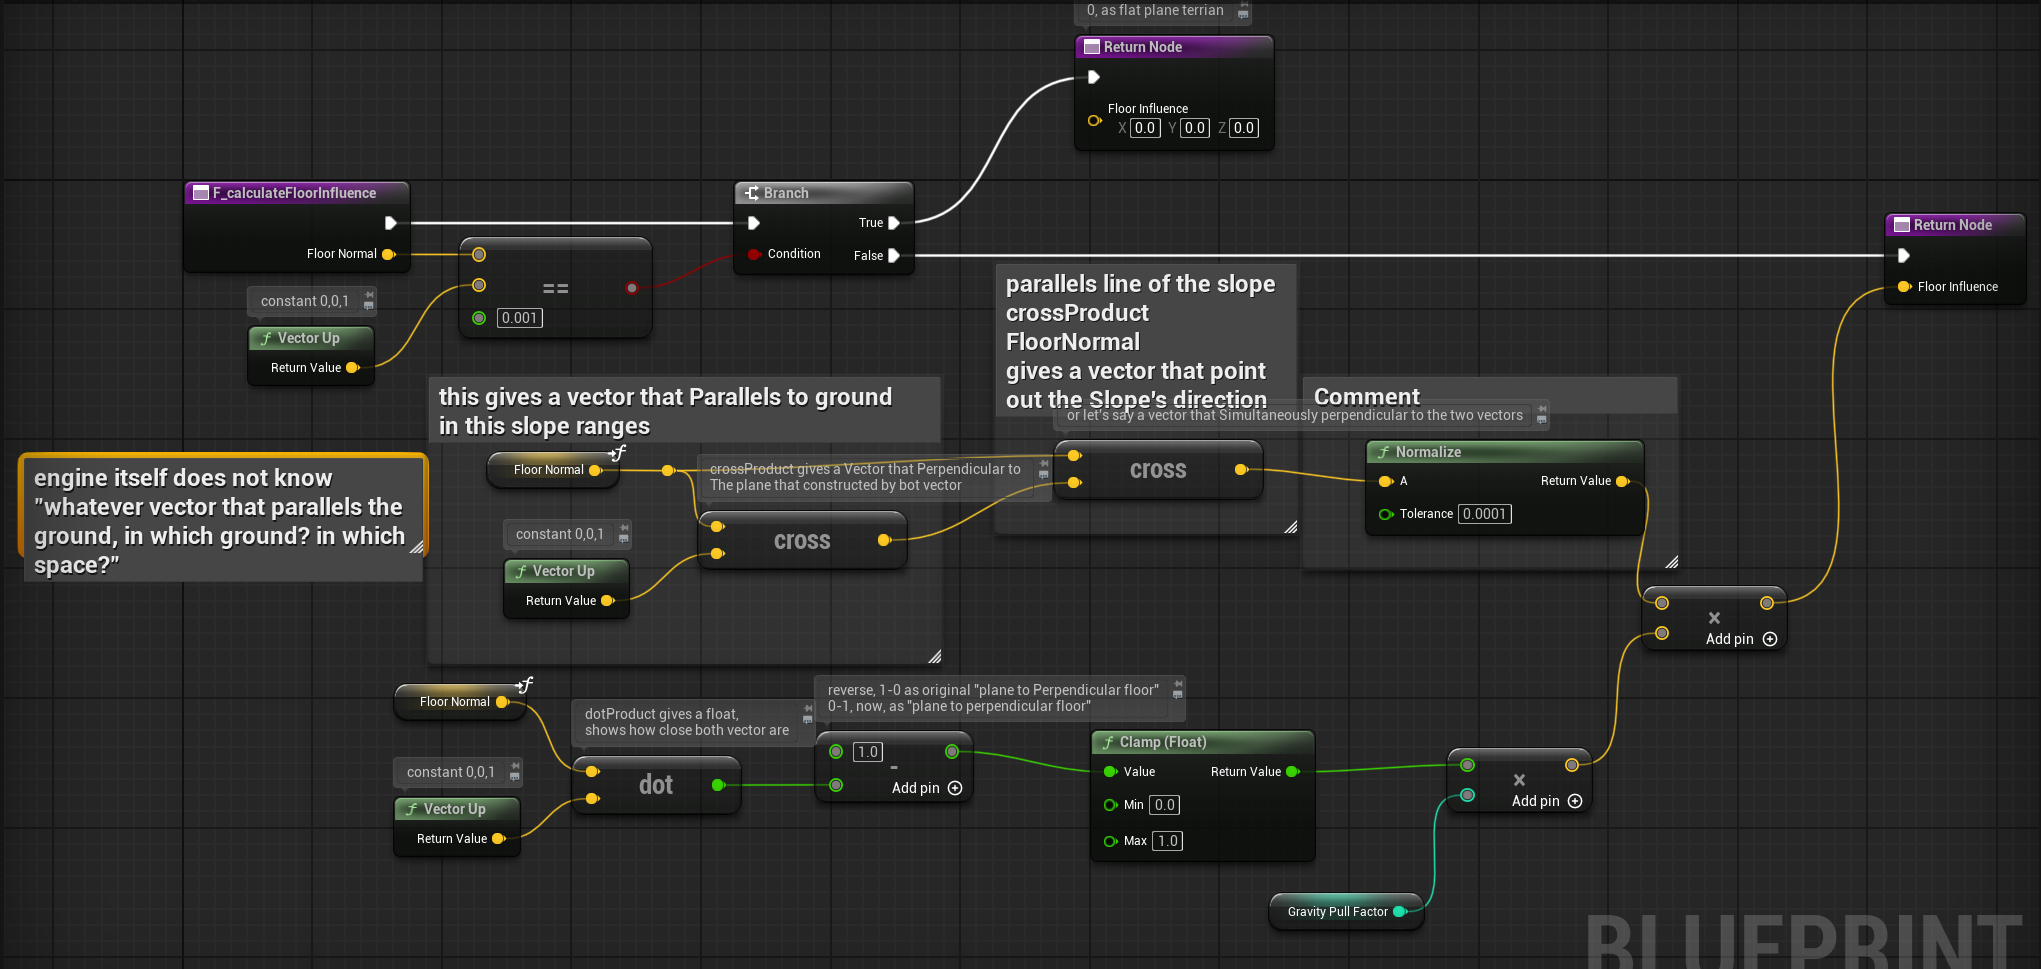 0, as flat plane terrian
Return Node
Floor Influence
X 0.0 Y 0.0 Z 0.0
F_calculateFloorInfluence
Floor Normal
constant 0,0,1
Vector Up
Return Value
==
0.001
Branch
True
Condition
False
Return Node
Floor Influence
parallels line of the slope
crossProduct
FloorNormal
gives a vector that point
out the Slope's direction
or let's say a vector that Simultaneously perpendicular to the two vectors
cross
Comment
Normalize
A
Return Value
Tolerance 0.0001
this gives a vector that Parallels to ground
in this slope ranges
Floor Normal
crossProduct gives a Vector that Perpendicular to
The plane that constructed by bot vector
constant 0,0,1
cross
Vector Up
Return Value
engine itself does not know
"whatever vector that parallels the
ground, in which ground? in which
space?"
×
Add pin
Floor Normal
dotProduct gives a float,
shows how close both vector are
constant 0,0,1
Vector Up
Return Value
dot
reverse, 1-0 as original "plane to Perpendicular floor"
0-1, now, as "plane to perpendicular floor"
1.0
-
Add pin
Clamp (Float)
Value
Return Value
Min 0.0
Max 1.0
×
Add pin
Gravity Pull Factor
BLUEPRINT